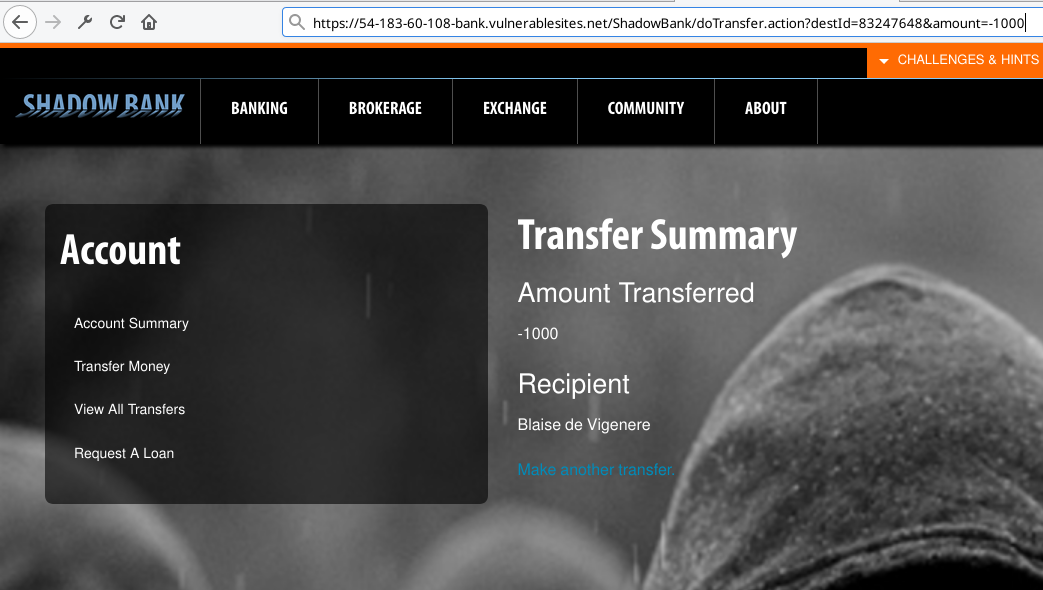 https://54-183-60-108-bank.vulnerablesites.net/ShadowBank/doTransfer.action?destId=83247648&amount=-1000
CHALLENGES & HINTS
SHADOW BANK
BANKING
BROKERAGE
EXCHANGE
COMMUNITY
ABOUT
Account
Account Summary
Transfer Money
View All Transfers
Request A Loan
Transfer Summary
Amount Transferred
-1000
Recipient
Blaise de Vigenere
Make another transfer.